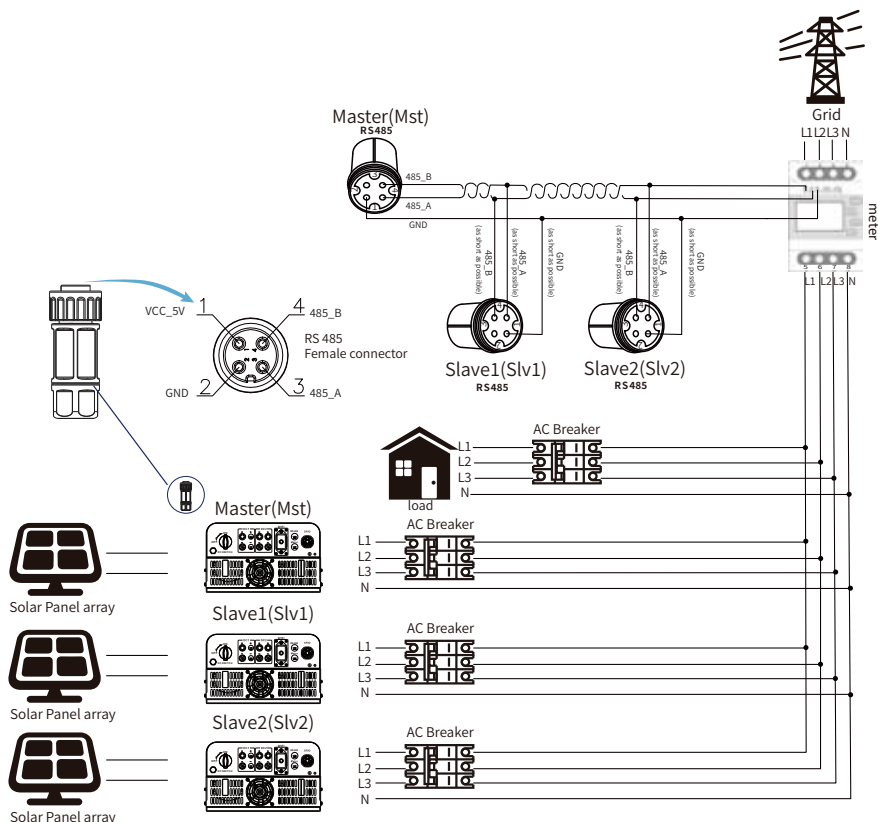 Grid
L1 L2 L3 N
Master(Mst)
RS485
485_B
485_A
GND
meter
5 6 7 8
L1 L2 L3 N
485_B
(as short as possible)
485_A
(as short as possible)
GND
(as short as possible)
485_B
(as short as possible)
485_A
(as short as possible)
GND
(as short as possible)
Slave1(Slv1)
RS485
Slave2(Slv2)
RS485
VCC_5V 1
4 485_B
RS 485
Female connector
GND 2
3 485_A
AC Breaker
L1
L2
L3
N
load
Master(Mst)
AC Breaker
L1
L2
L3
N
Solar Panel array
Slave1(Slv1)
AC Breaker
L1
L2
L3
N
Solar Panel array
Slave2(Slv2)
AC Breaker
L1
L2
L3
N
Solar Panel array